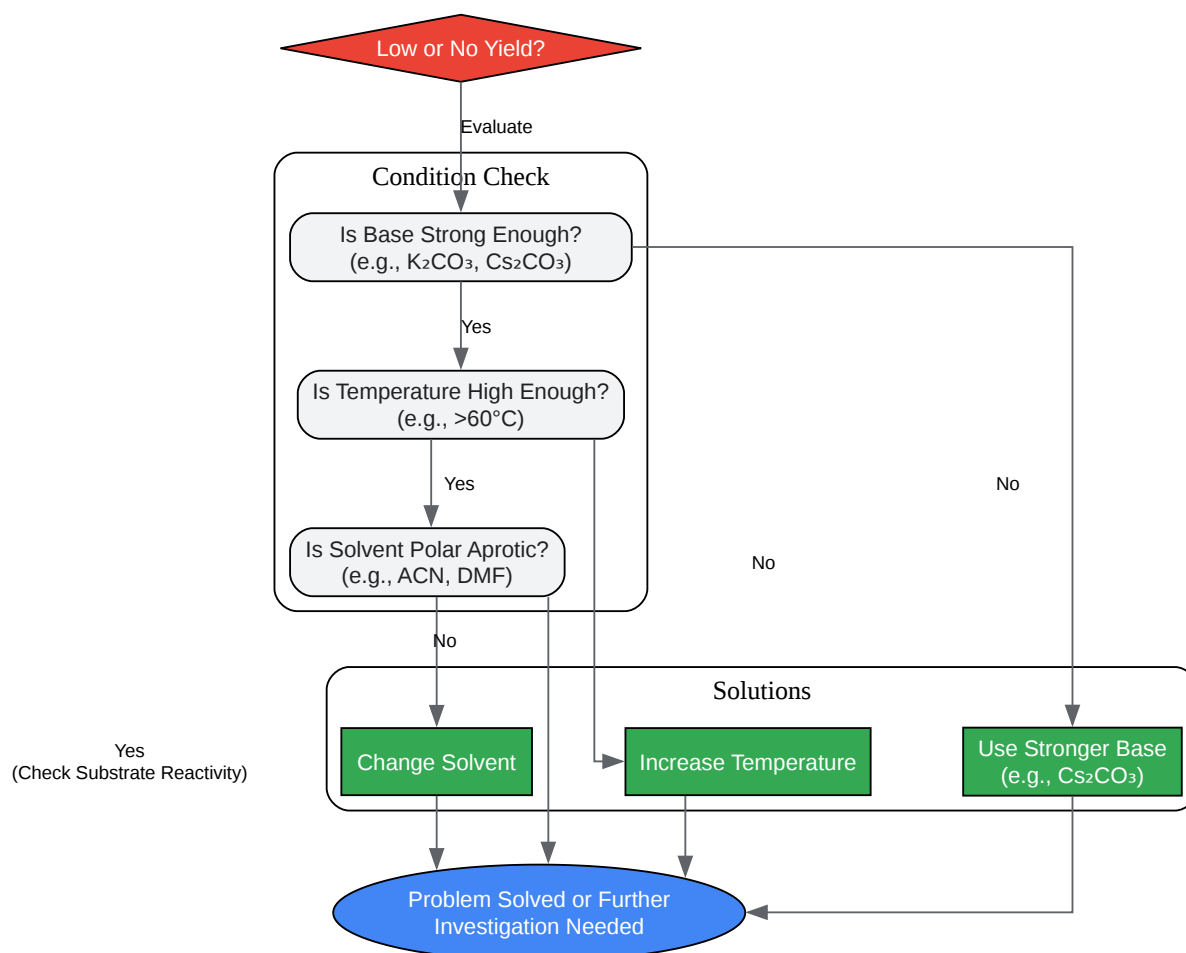 Low or No Yield?
Evaluate
Condition Check
Is Base Strong Enough?
(e.g., K₂CO₃, Cs₂CO₃)
Yes
Is Temperature High Enough?
(e.g., >60°C)
Yes
No
Is Solvent Polar Aprotic?
(e.g., ACN, DMF)
No
No
Solutions
Yes
(Check Substrate Reactivity)
Change Solvent
Increase Temperature
Use Stronger Base
(e.g., Cs₂CO₃)
Problem Solved or Further
Investigation Needed